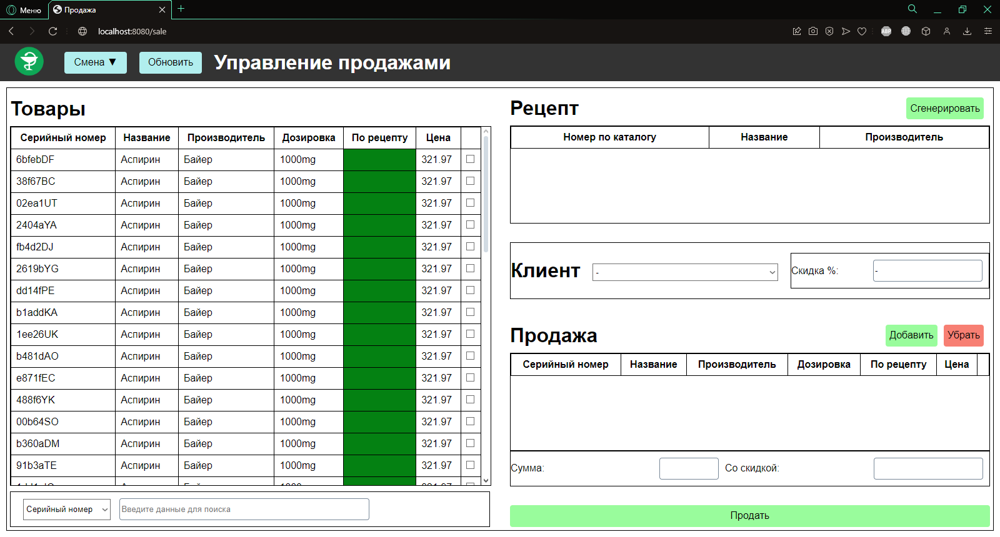 Меню
Продажа
localhost:8080/sale
ABP
Смена ▼ Обновить Управление продажами
Товары
Серийный номер Название Производитель Дозировка По рецепту Цена
6bfebDF Аспирин Байер 1000mg 321.97
38f67BC Аспирин Байер 1000mg 321.97
02ea1UT Аспирин Байер 1000mg 321.97
2404aYA Аспирин Байер 1000mg 321.97
fb4d2DJ Аспирин Байер 1000mg 321.97
2619bYG Аспирин Байер 1000mg 321.97
dd14fPE Аспирин Байер 1000mg 321.97
b1addKA Аспирин Байер 1000mg 321.97
1ee26UK Аспирин Байер 1000mg 321.97
b481dAO Аспирин Байер 1000mg 321.97
e871fEC Аспирин Байер 1000mg 321.97
488f6YK Аспирин Байер 1000mg 321.97
00b64SO Аспирин Байер 1000mg 321.97
b360aDM Аспирин Байер 1000mg 321.97
91b3aTE Аспирин Байер 1000mg 321.97
Серийный номер Введите данные для поиска
Рецепт Сгенерировать
Номер по каталогу Название Производитель
Клиент - Скидка %: -
Продажа Добавить Убрать
Серийный номер Название Производитель Дозировка По рецепту Цена
Сумма: Со скидкой:
Продать